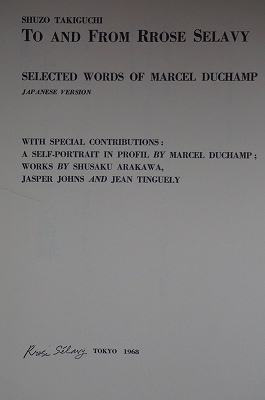 SHUZO TAKIGUCHI
TO AND FROM RROSE SELAVY
SELECTED WORDS OF MARCEL DUCHAMP
JAPANESE VERSION
WITH SPECIAL CONTRIBUTIONS:
A SELF-PORTRAIT IN PROFIL BY MARCEL DUCHAMP;
WORKS BY SHUSAKU ARAKAWA,
JASPER JOHNS AND JEAN TINGUELY
Rrose Sélavy TOKYO 1968